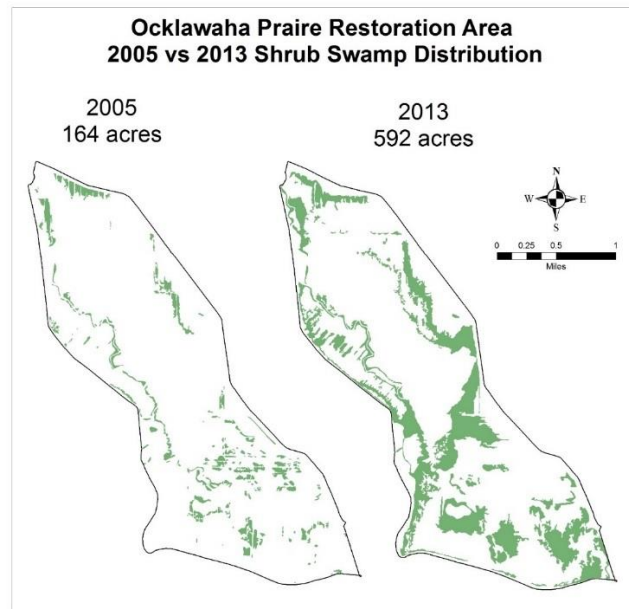 Ocklawaha Praire Restoration Area
2005 vs 2013 Shrub Swamp Distribution
2005
164 acres
2013
592 acres
N
W
E
S
0 0.25 0.5 1
Miles